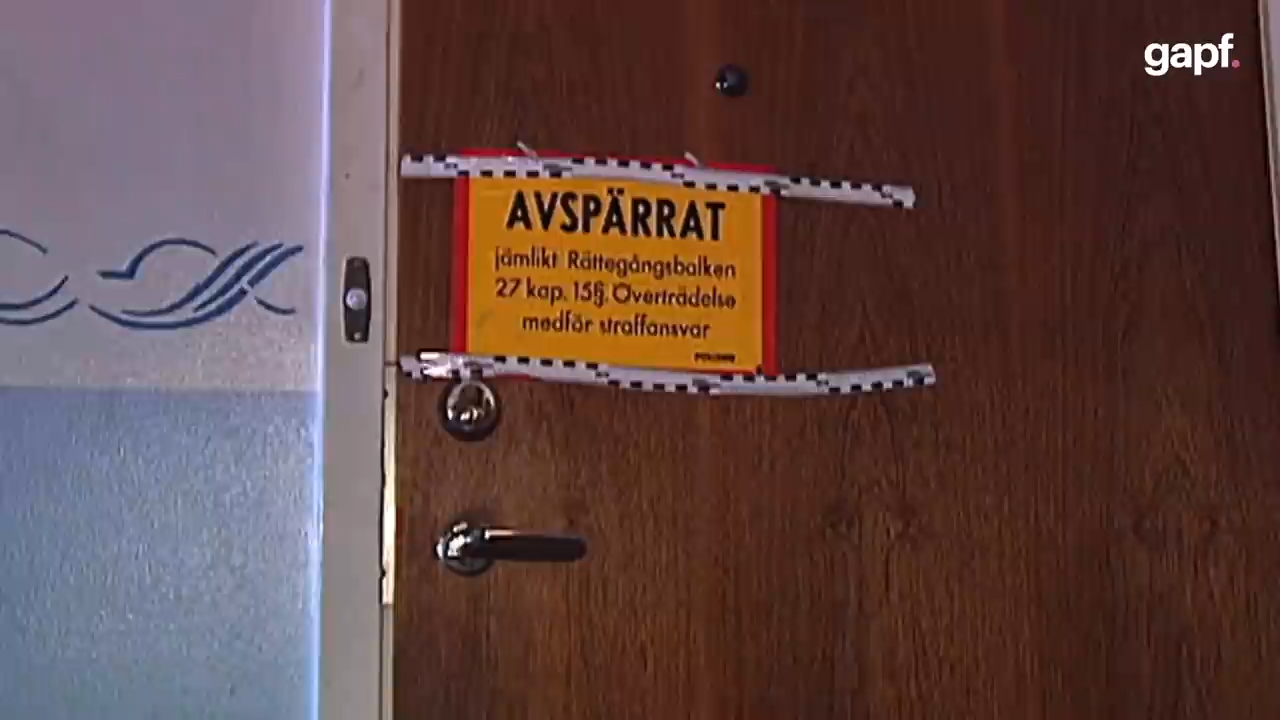 gapf.
AVSPÄRRAT
jämlikt Rättegångsbalken
27 kap. 15§. Överträdelse
medför straffansvar
POLISEN